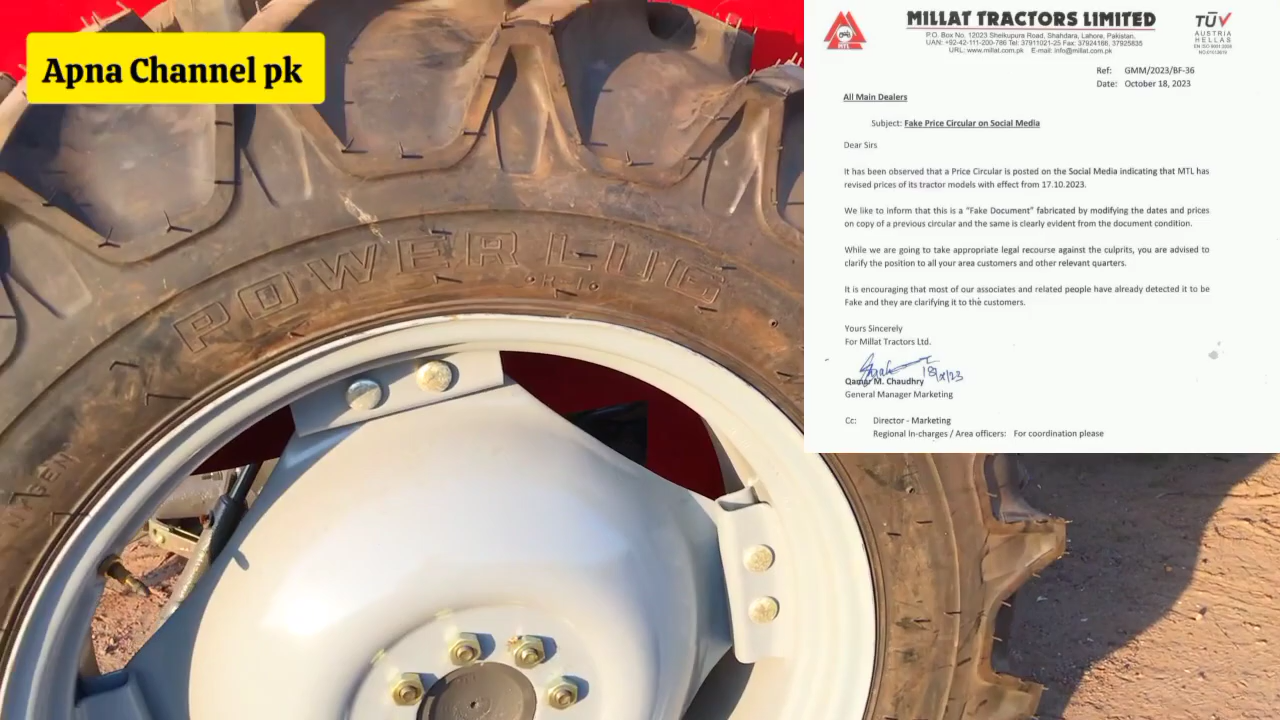 Apna Channel pk
MILLAT TRACTORS LIMITED
P.O. Box No. 12023 Sheikupura Road, Shahdara, Lahore, Pakistan.
UAN: +92-42-111-200-786 Tel: 37911021-25 Fax: 37924166, 37925835
URL: www.millat.com.pk E-mail: info@millat.com.pk
MTL
TÜV
AUSTRIA
HELLAS
Ref: GMM/2023/BF-36
Date: October 18, 2023
All Main Dealers
Subject: Fake Price Circular on Social Media
Dear Sirs
It has been observed that a Price Circular is posted on the Social Media indicating that MTL has
revised prices of its tractor models with effect from 17.10.2023.
We like to inform that this is a “Fake Document” fabricated by modifying the dates and prices
on copy of a previous circular and the same is clearly evident from the document condition.
While we are going to take appropriate legal recourse against the culprits, you are advised to
clarify the position to all your area customers and other relevant quarters.
It is encouraging that most of our associates and related people have already detected it to be
Fake and they are clarifying it to the customers.
Yours Sincerely
For Millat Tractors Ltd.
18/x/23
Qamar M. Chaudhry
General Manager Marketing
Cc: Director - Marketing
Regional In-charges / Area officers: For coordination please
POWER LUG
R-1